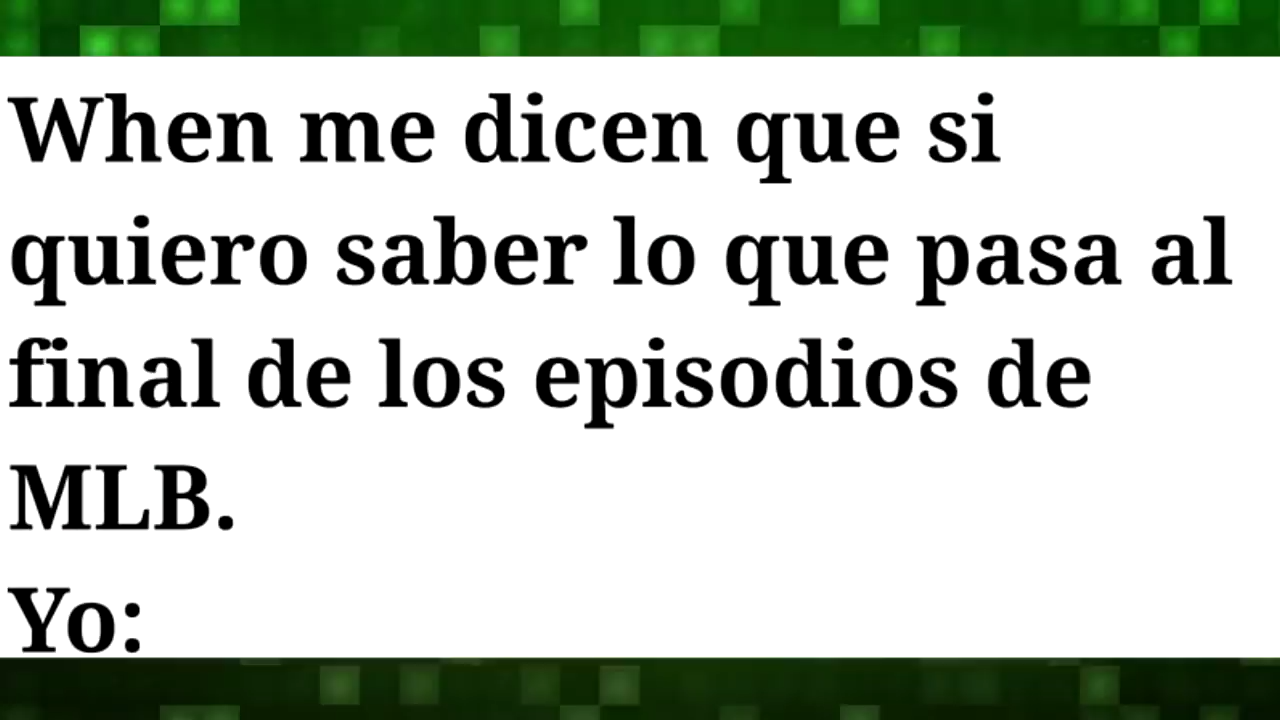 When me dicen que si
quiero saber lo que pasa al
final de los episodios de
MLB.
Yo: